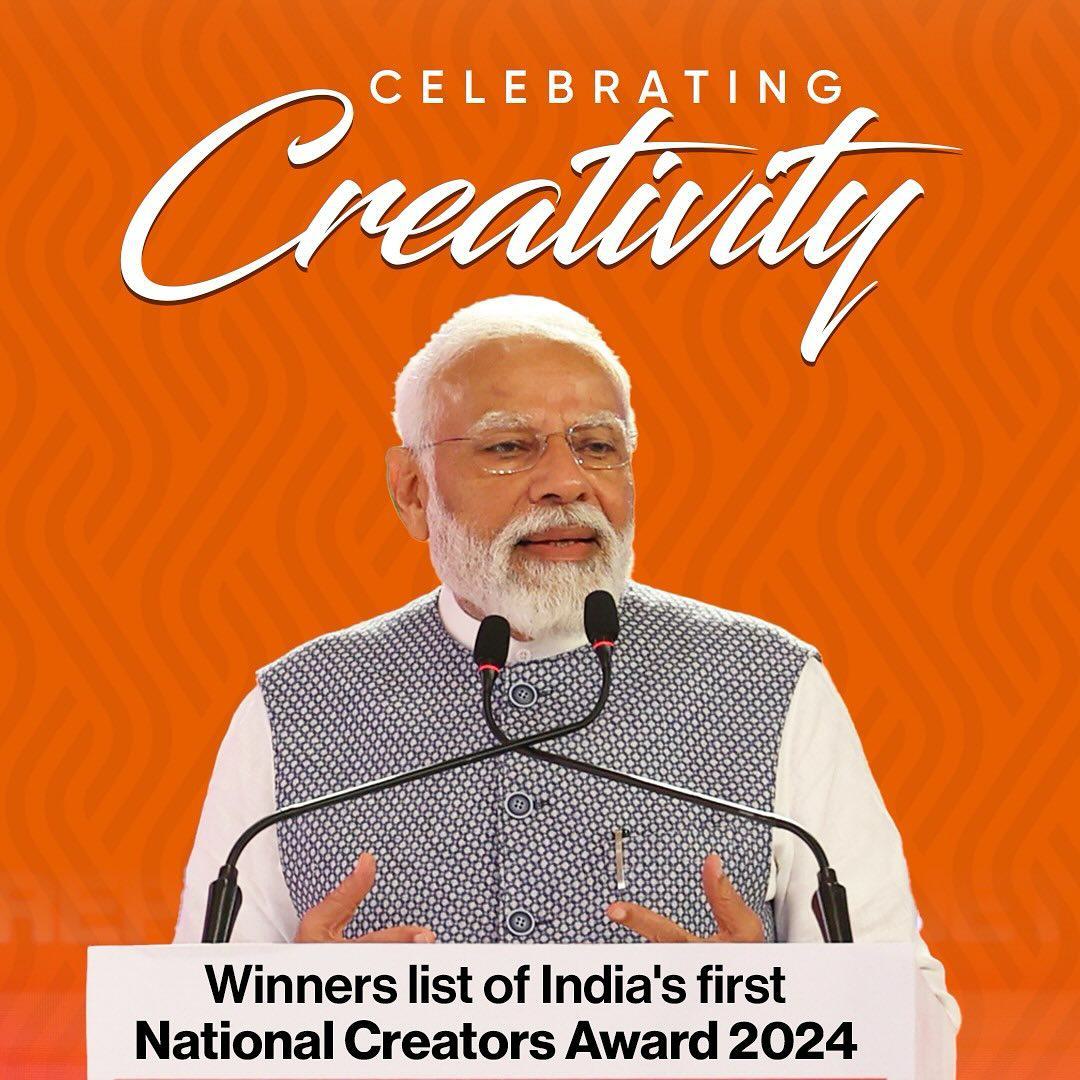 CELEBRATING
Creativity
Winners list of India's first
National Creators Award 2024